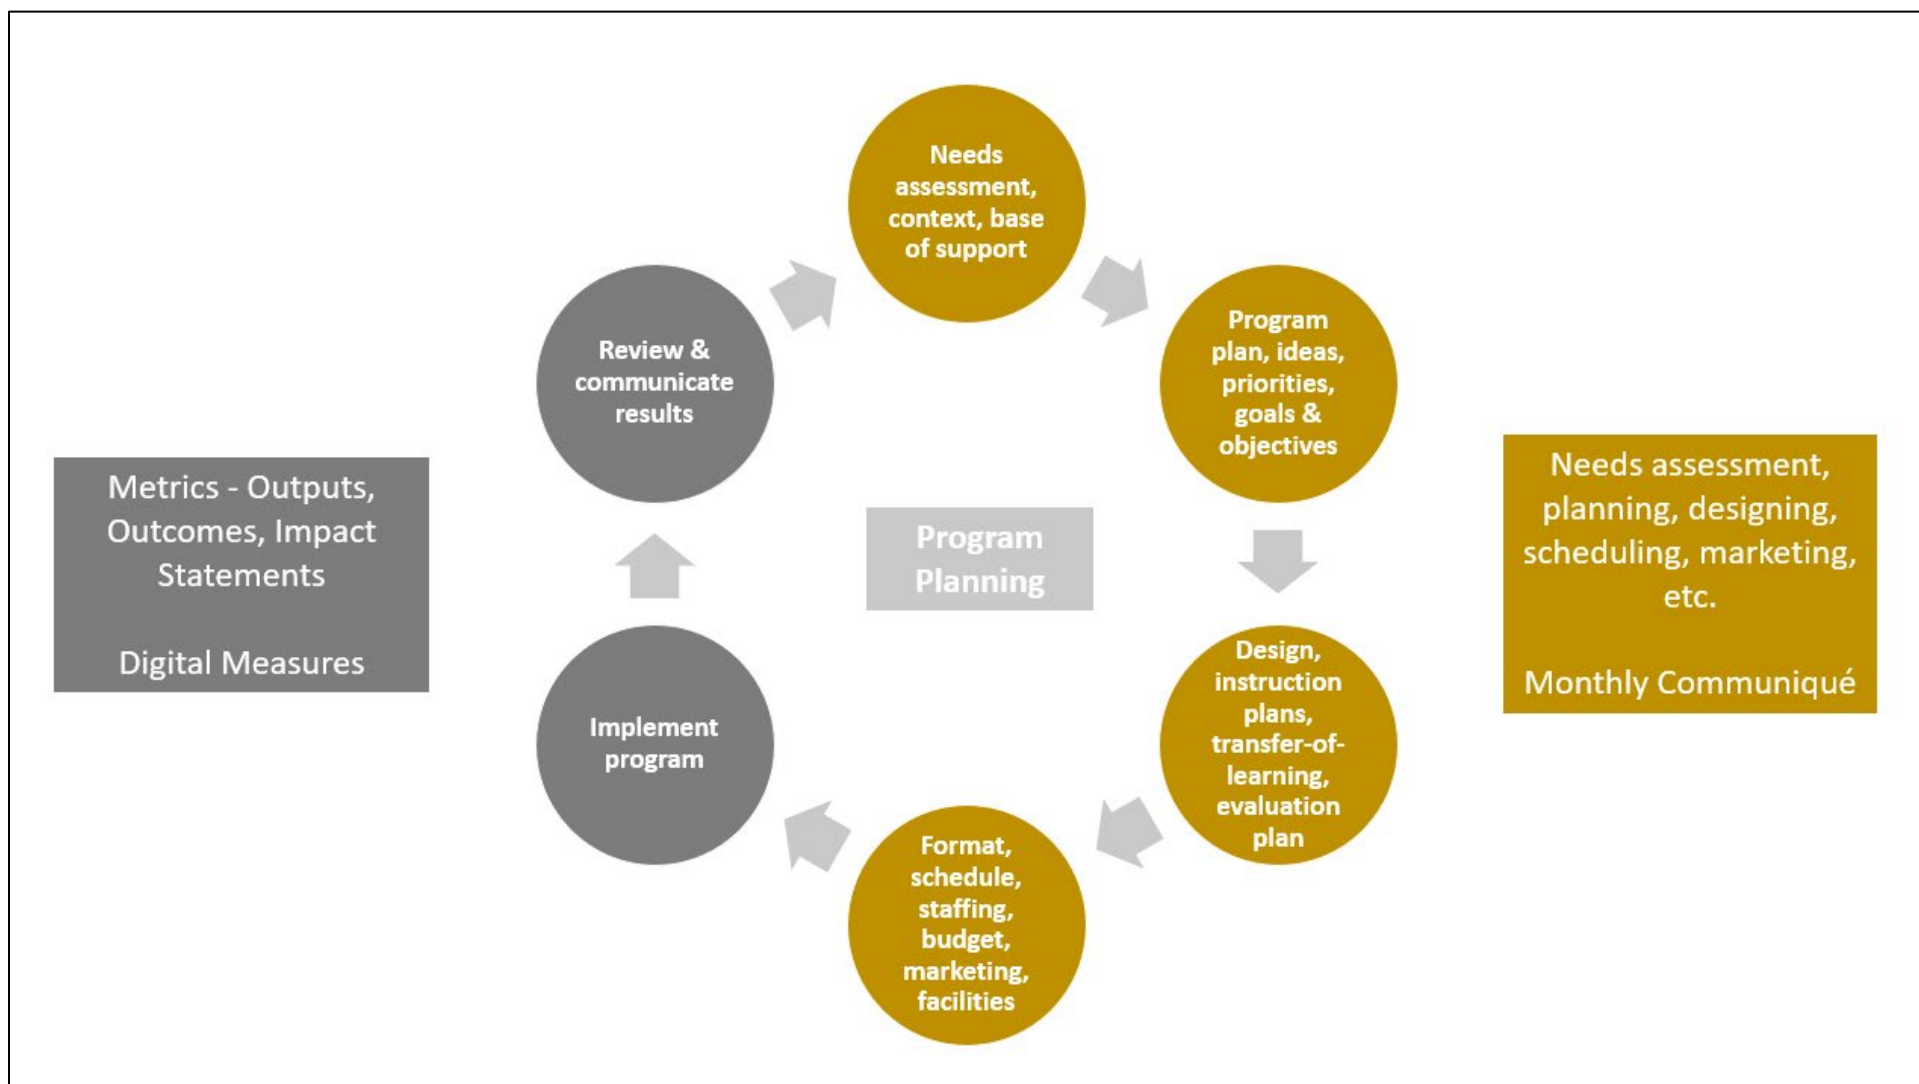 Needs
assessment,
context, base
of support
Program
plan, ideas,
priorities,
goals &
objectives
Design,
instruction
plans,
transfer-of-
learning,
evaluation
plan
Format,
schedule,
staffing,
budget,
marketing,
facilities
Implement
program
Review &
communicate
results
Program
Planning
Metrics - Outputs,
Outcomes, Impact
Statements
Digital Measures
Needs assessment,
planning, designing,
scheduling, marketing,
etc.
Monthly Communiqué